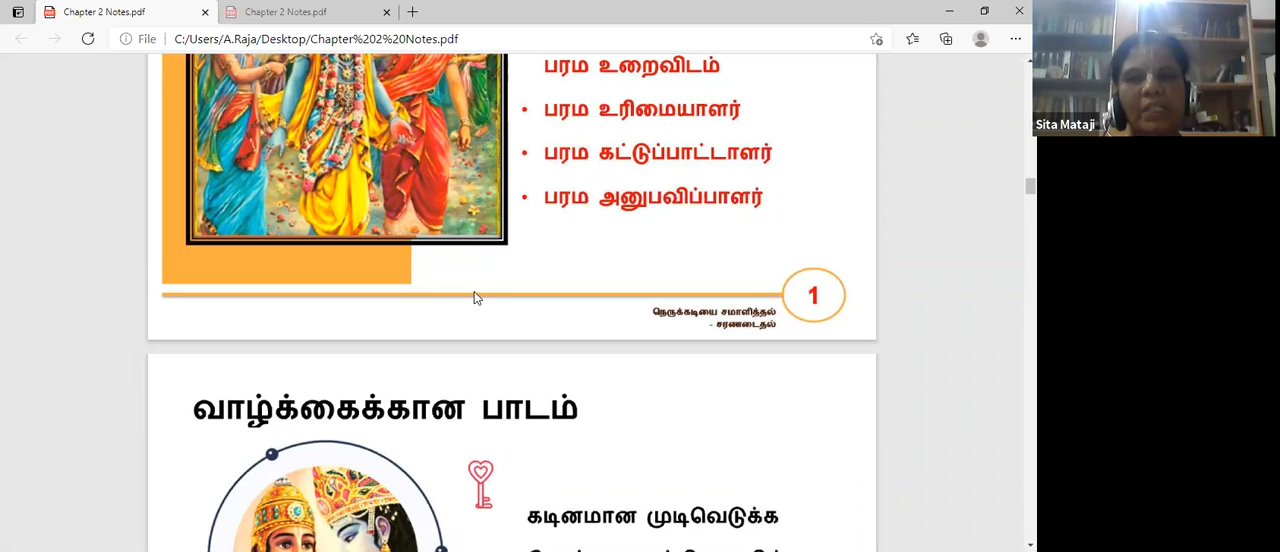 Chapter 2 Notes.pdf
Chapter 2 Notes.pdf
File
C:/Users/A.Raja/Desktop/Chapter%202%20Notes.pdf
Sita Mataji
பரம உறைவிடம்
• பரம உரிமையாளர்
• பரம கட்டுப்பாட்டாளர்
• பரம அனுபவிப்பாளர்
1
நெருக்கடியை சமாளித்தல்
- சரணடைதல்
வாழ்க்கைக்கான பாடம்
கடினமான முடிவெடுக்க